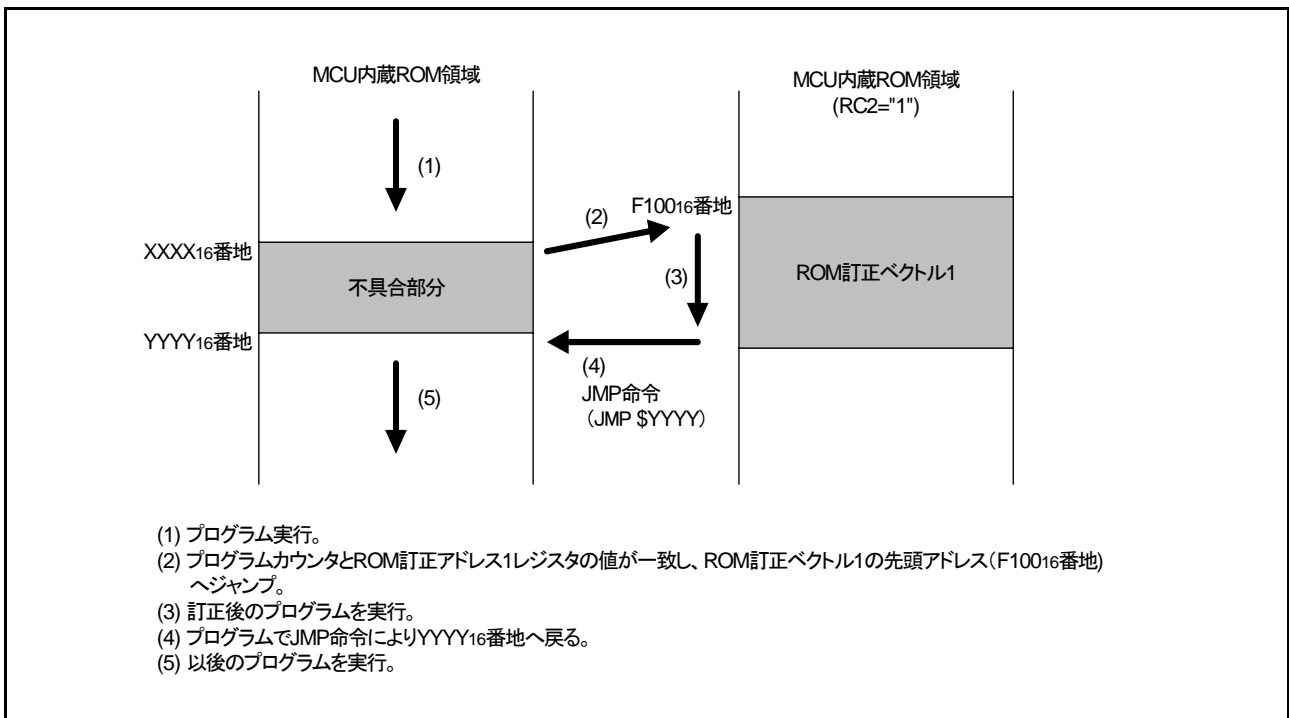 MCU内蔵ROM領域
MCU内蔵ROM領域
(RC2="1")
(1)
(2)
F10016番地
XXXX16番地
不具合部分
(3)
ROM訂正ベクトル1
YYYY16番地
(4)
JMP命令
（JMP $YYYY）
(5)
(1) プログラム実行。
(2) プログラムカウンタとROM訂正アドレス1レジスタの値が一致し、ROM訂正ベクトル1の先頭アドレス（F10016番地）
へジャンプ。
(3) 訂正後のプログラムを実行。
(4) プログラムでJMP命令によりYYYY16番地へ戻る。
(5) 以後のプログラムを実行。